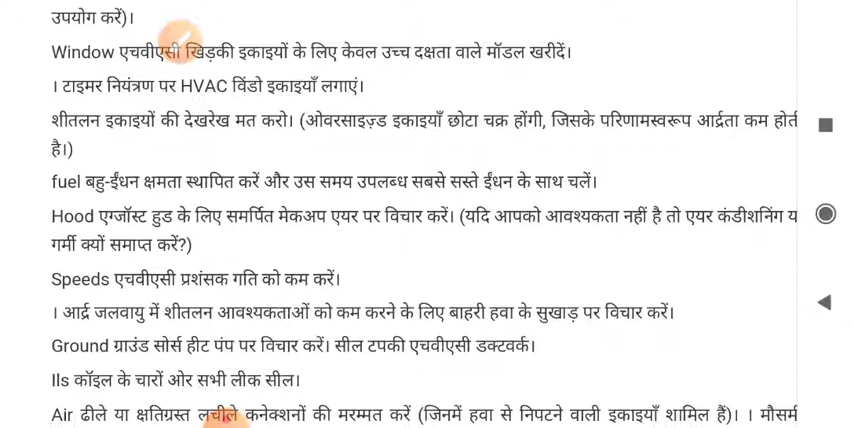 उपयोग करें)।
Window एचवीएसी खिड़की इकाइयों के लिए केवल उच्च दक्षता वाले मॉडल खरीदें।
। टाइमर नियंत्रण पर HVAC विंडो इकाइयाँ लगाएं।
शीतलन इकाइयों की देखरेख मत करो। (ओवरसाइज़्ड इकाइयाँ छोटा चक्र होंगी, जिसके परिणामस्वरूप आर्द्रता कम होती
है।)
fuel बहु-ईंधन क्षमता स्थापित करें और उस समय उपलब्ध सबसे सस्ते ईंधन के साथ चलें।
Hood एग्जॉस्ट हुड के लिए समर्पित मेकअप एयर पर विचार करें। (यदि आपको आवश्यकता नहीं है तो एयर कंडीशनिंग य
गर्मी क्यों समाप्त करें?)
Speeds एचवीएसी प्रशंसक गति को कम करें।
। आर्द्र जलवायु में शीतलन आवश्यकताओं को कम करने के लिए बाहरी हवा के सुखाड़ पर विचार करें।
Ground ग्राउंड सोर्स हीट पंप पर विचार करें। सील टपकी एचवीएसी डक्टवर्क।
Ils कॉइल के चारों ओर सभी लीक सील।
Air ढीले या क्षतिग्रस्त लचीले कनेक्शनों की मरम्मत करें (जिनमें हवा से निपटने वाली इकाइयाँ शामिल हैं)। । मौसमी